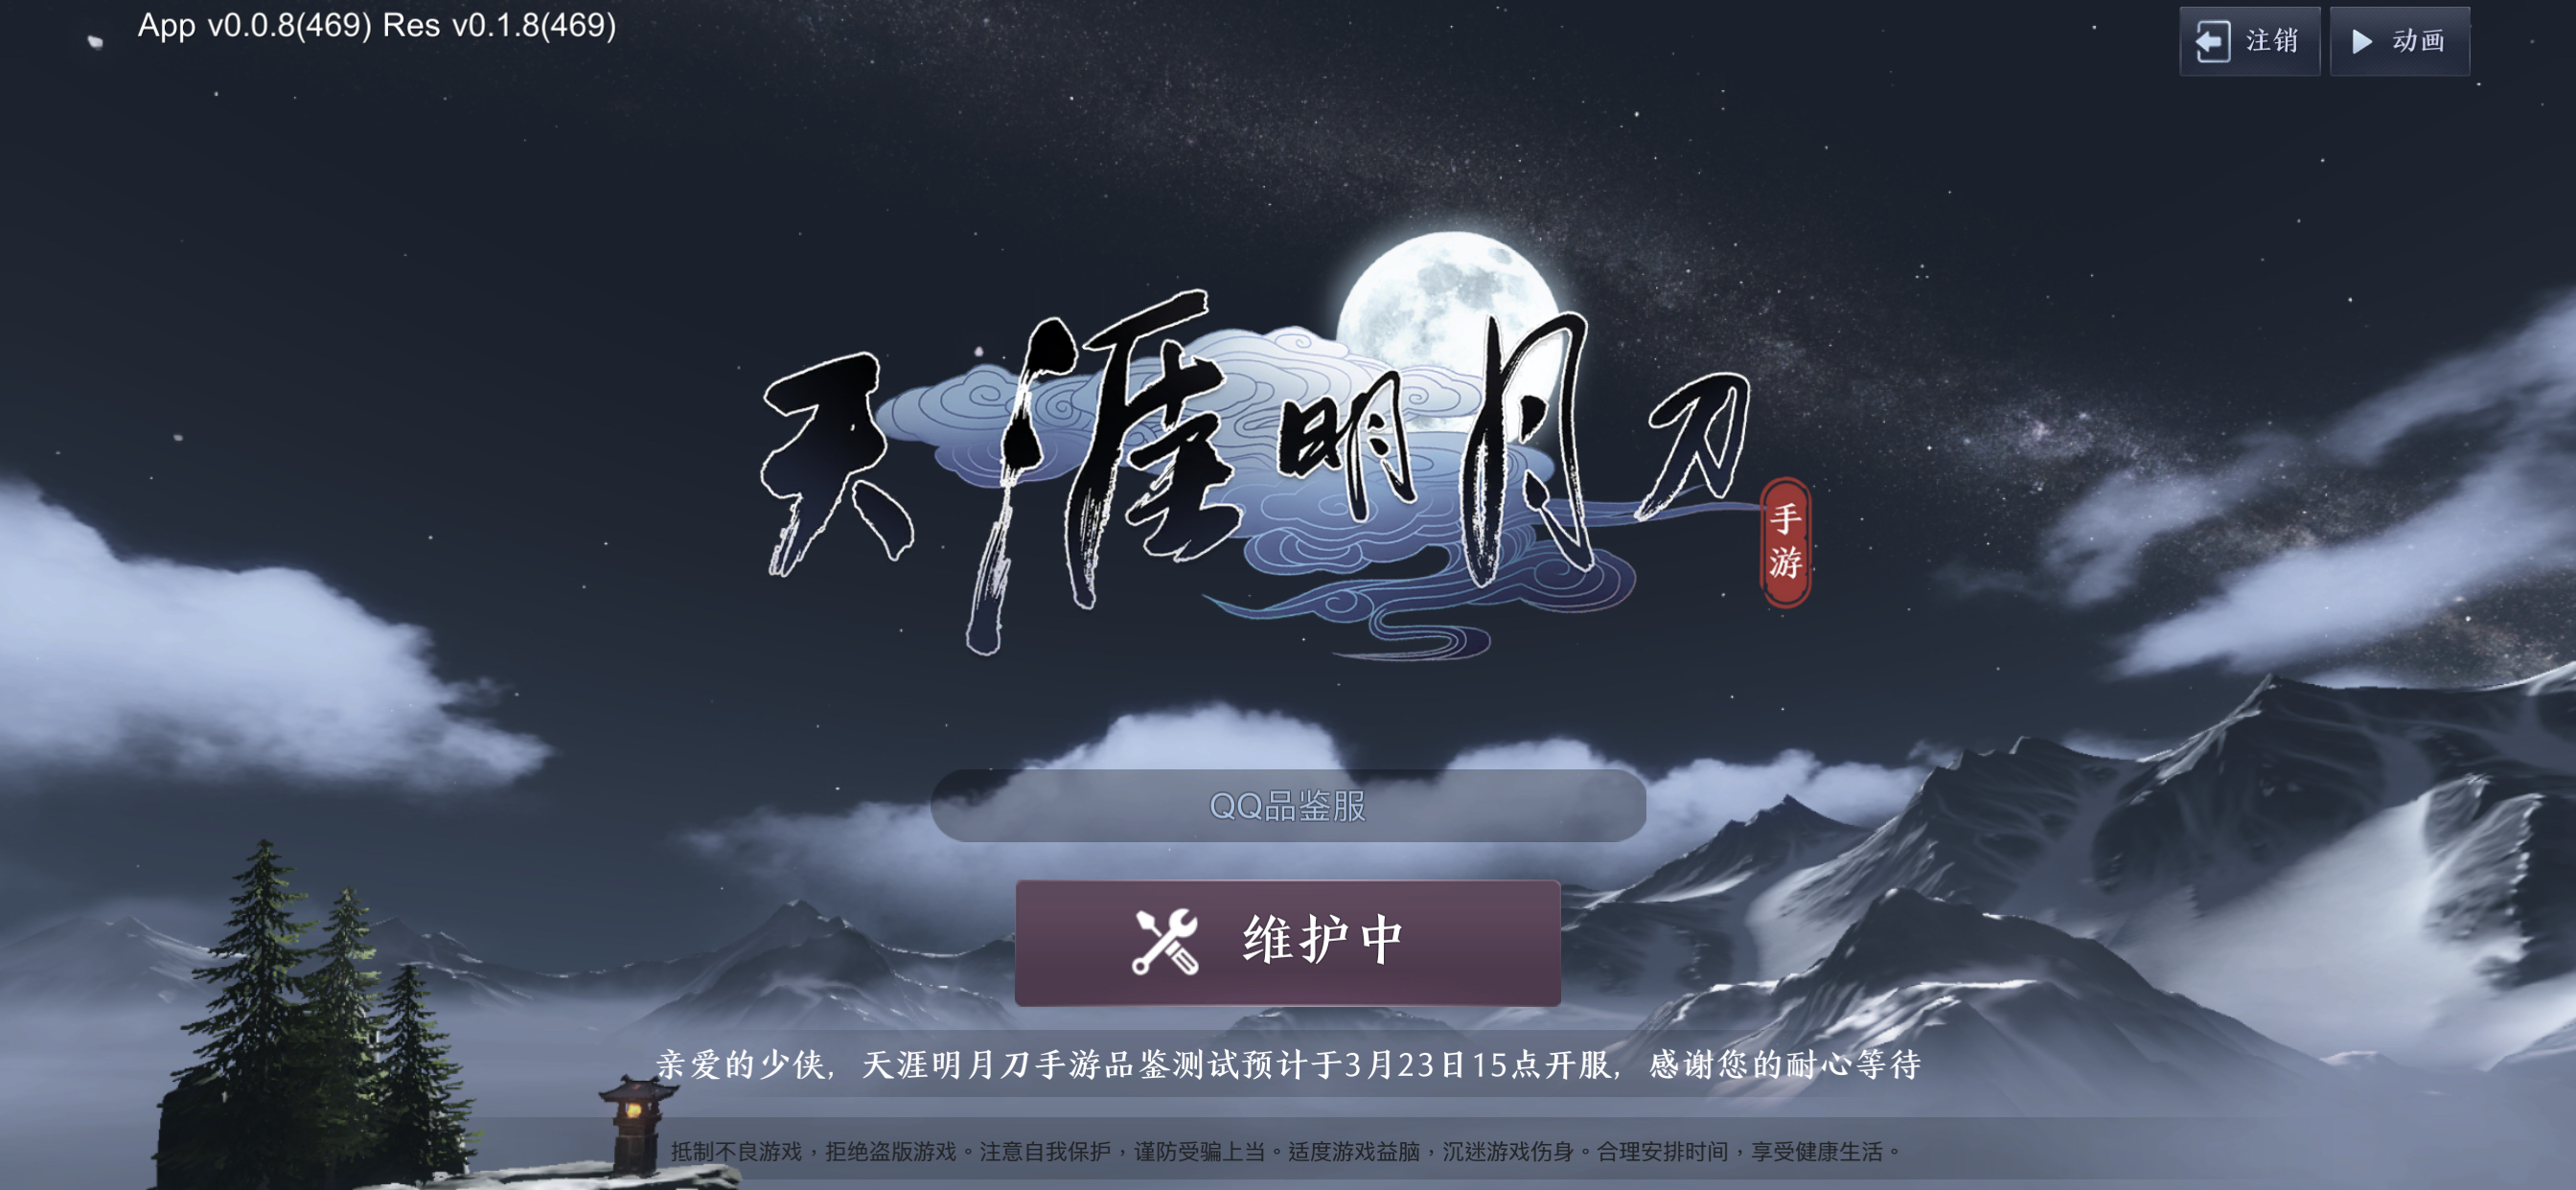 App v0.0.8(469) Res v0.1.8(469)
注销
动画
天涯明月刀
手游
QQ品鉴服
维护中
亲爱的少侠，天涯明月刀手游品鉴测试预计于3月23日15点开服，感谢您的耐心等待
抵制不良游戏，拒绝盗版游戏。注意自我保护，谨防受骗上当。适度游戏益脑，沉迷游戏伤身。合理安排时间，享受健康生活。